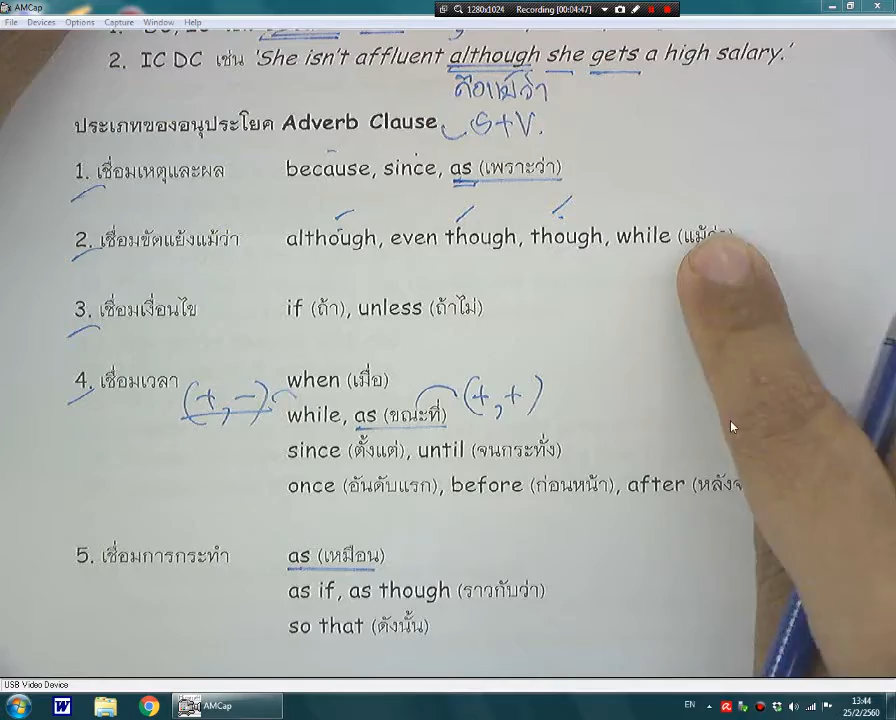 AMCap
1280x1024 Recording [00:04:47]
File Devices Options Capture Window Help
2. IC DC เช่น 'She isn't affluent although she gets a high salary.'
คือแม้ว่า
ประเภทของอนุประโยค Adverb Clause S+V.
1. เชื่อมเหตุและผล because, since, as (เพราะว่า)
2. เชื่อมขัดแย้งแม้ว่า although, even though, though, while
3. เชื่อมเงื่อนไข if (ถ้า), unless (ถ้าไม่)
4. เชื่อมเวลา when (เมื่อ)
(+,-) while, as (ขณะที่) (+,+)
since (ตั้งแต่), until (จนกระทั่ง)
once (อันดับแรก), before (ก่อนหน้า), after
5. เชื่อมการกระทำ as (เหมือน)
as if, as though (ราวกับว่า)
so that (ดังนั้น)
USB Video Device
AMCap EN 13:44
25/2/2560